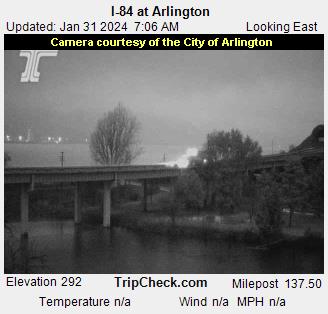 I-84 at Arlington
Updated: Jan 31 2024 7:06 AM Looking East
Camera courtesy of the City of Arlington
Elevation 292 TripCheck.com Milepost 137.50
Temperature n/a Wind n/a MPH n/a